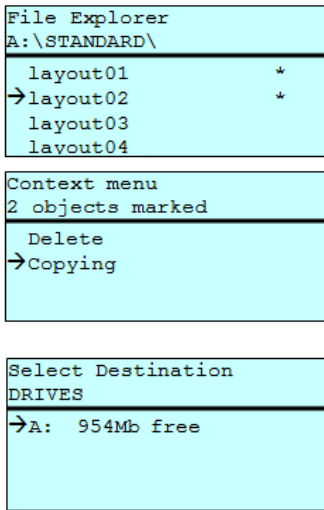 File Explorer
A:\STANDARD\
layout01 *
→layout02 *
layout03
layout04
Context menu
2 objects marked
Delete
→Copying
Select Destination
DRIVES
→A: 954Mb free